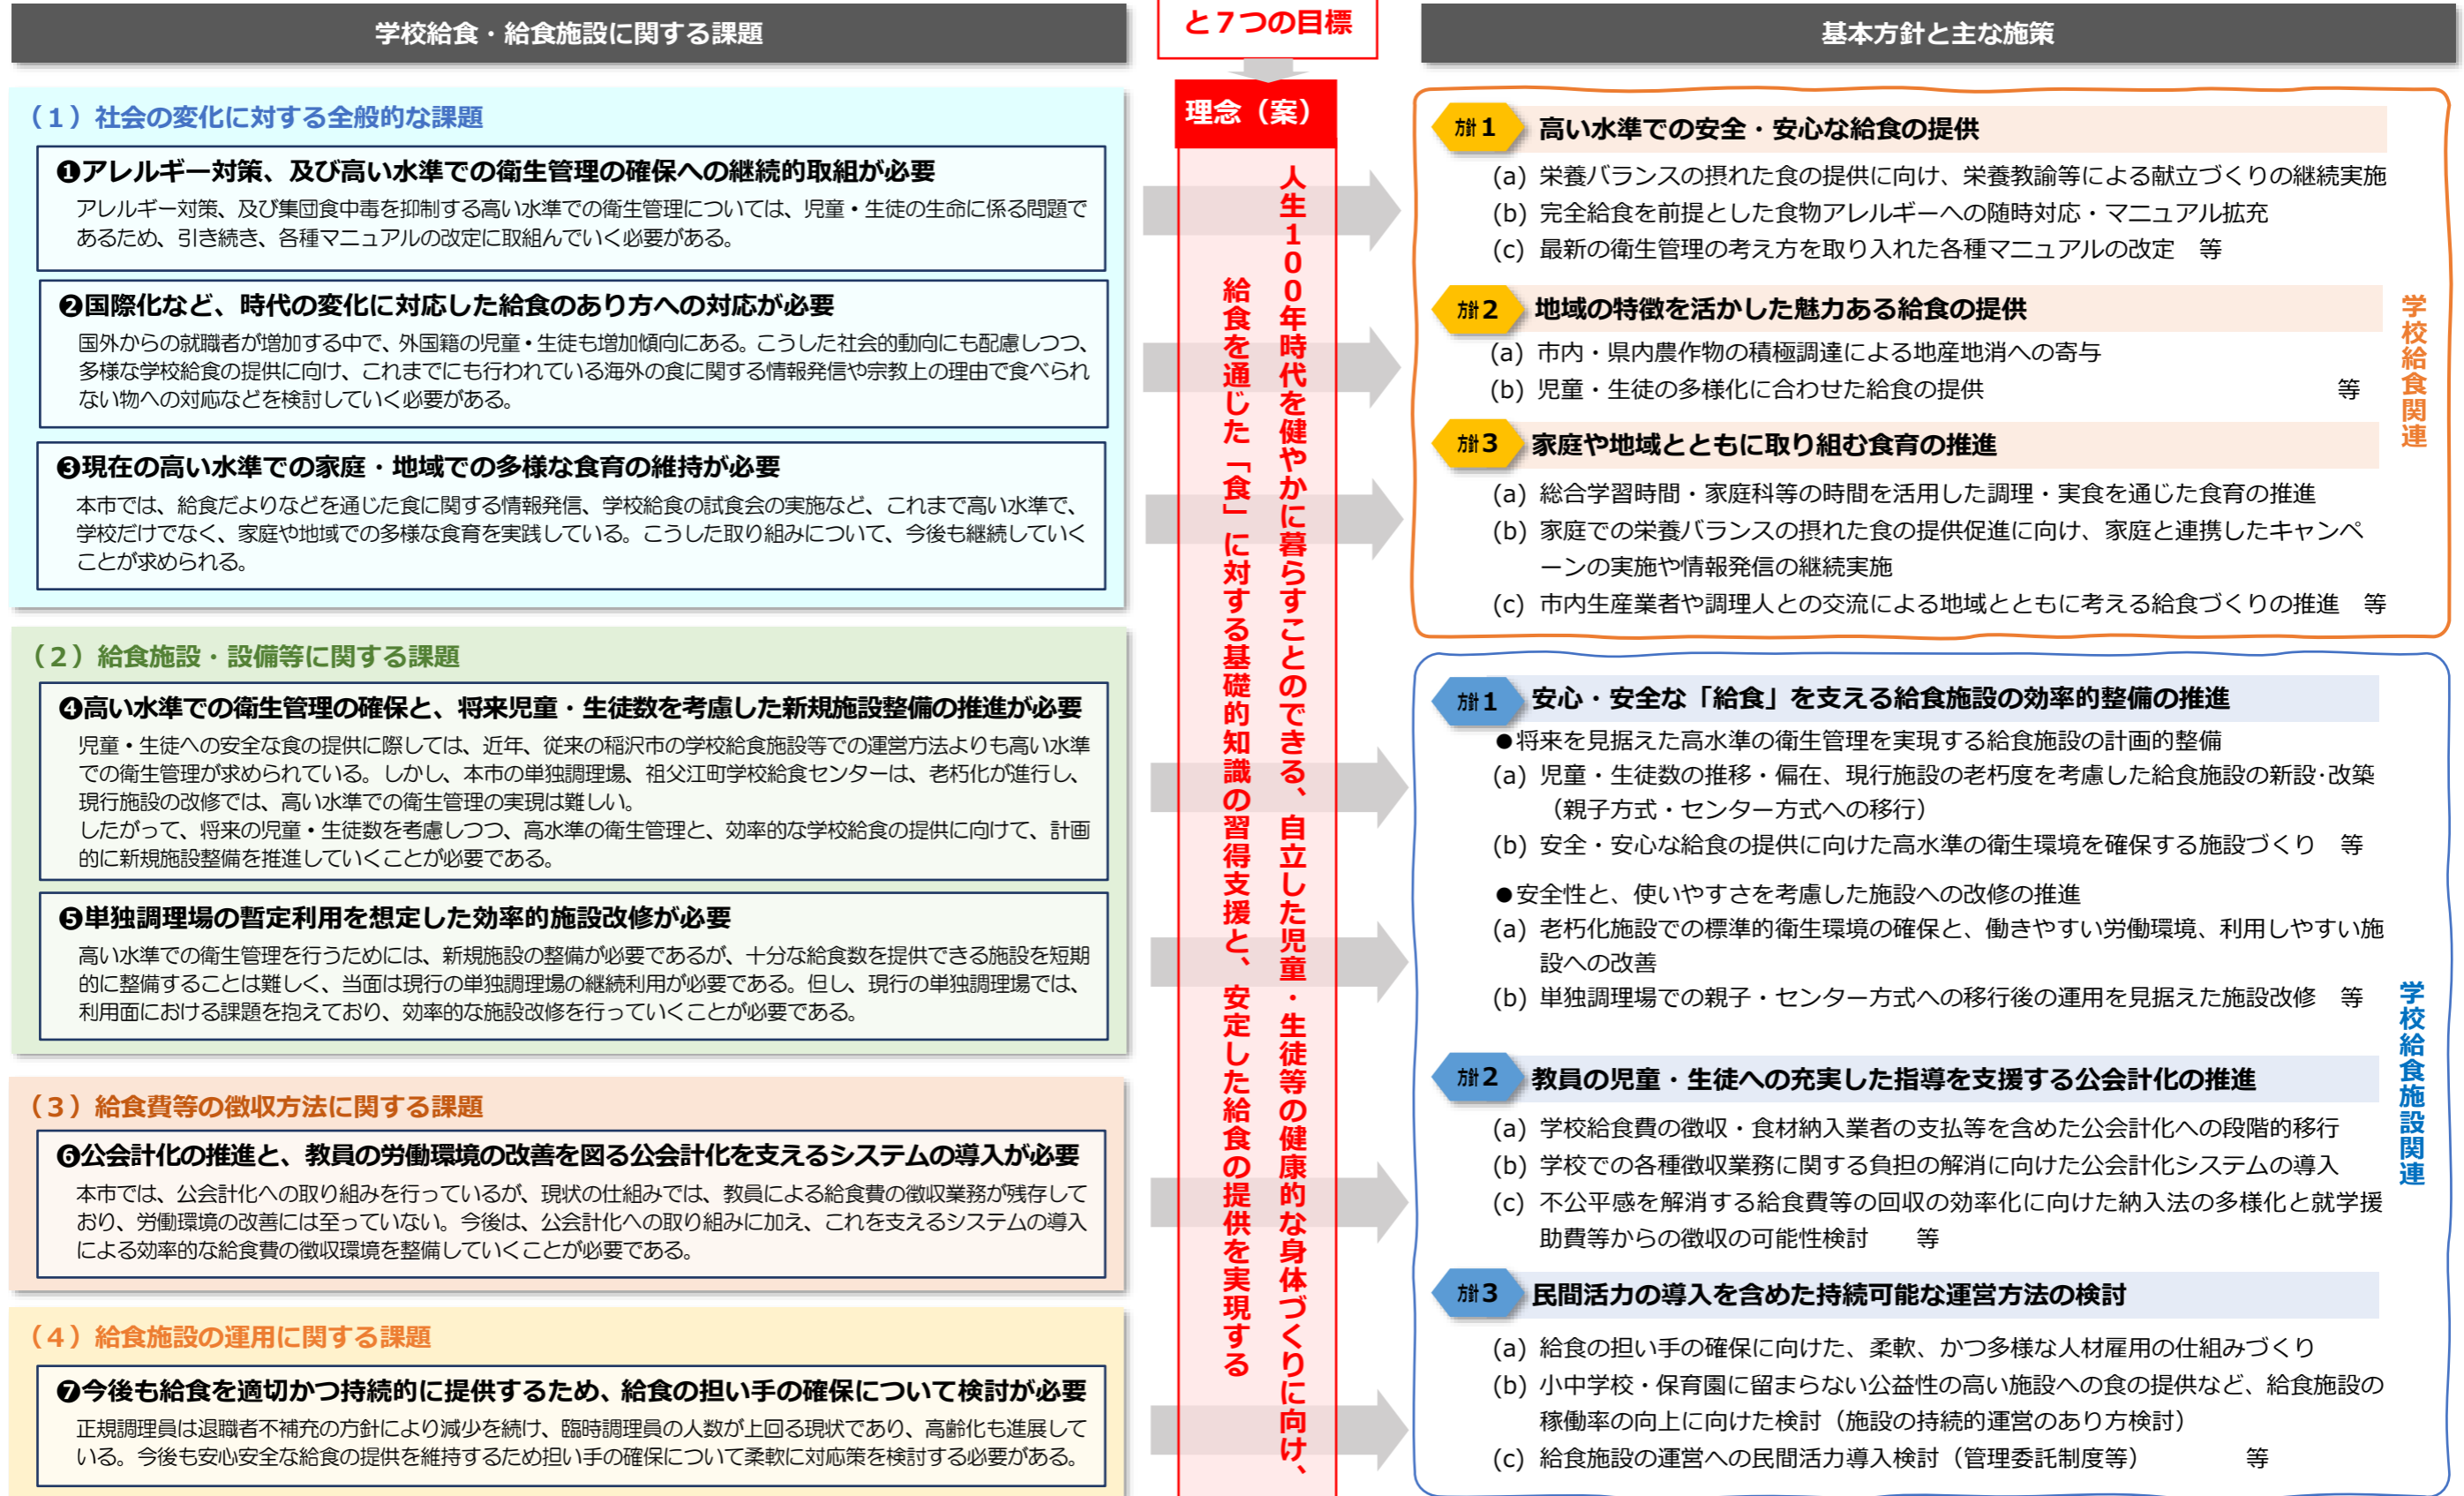 学校給食・給食施設に関する課題
（１）社会の変化に対する全般的な課題
❶アレルギー対策、及び高い水準での衛生管理の確保への継続的取組が必要
アレルギー対策、及び集団食中毒を抑制する高い水準での衛生管理については、児童・生徒の生命に係る問題で
あるため、引き続き、各種マニュアルの改定に取組んでいく必要がある。
❷国際化など、時代の変化に対応した給食のあり方への対応が必要
国外からの就職者が増加する中で、外国籍の児童・生徒も増加傾向にある。こうした社会的動向にも配慮しつつ、
多様な学校給食の提供に向け、これまでにも行われている海外の食に関する情報発信や宗教上の理由で食べられ
ない物への対応などを検討していく必要がある。
❸現在の高い水準での家庭・地域での多様な食育の維持が必要
本市では、給食だよりなどを通じた食に関する情報発信、学校給食の試食会の実施など、これまで高い水準で、
学校だけでなく、家庭や地域での多様な食育を実践している。こうした取り組みについて、今後も継続していく
ことが求められる。
（２）給食施設・設備等に関する課題
❹高い水準での衛生管理の確保と、将来児童・生徒数を考慮した新規施設整備の推進が必要
児童・生徒への安全な食の提供に際しては、近年、従来の稲沢市の学校給食施設等での運営方法よりも高い水準
での衛生管理が求められている。しかし、本市の単独調理場、祖父江町学校給食センターは、老朽化が進行し、
現行施設の改修では、高い水準での衛生管理の実現は難しい。
したがって、将来の児童・生徒数を考慮しつつ、高水準の衛生管理と、効率的な学校給食の提供に向けて、計画
的に新規施設整備を推進していくことが必要である。
❺単独調理場の暫定利用を想定した効率的施設改修が必要
高い水準での衛生管理を行うためには、新規施設の整備が必要であるが、十分な給食数を提供できる施設を短期
的に整備することは難しく、当面は現行の単独調理場の継続利用が必要である。但し、現行の単独調理場では、
利用面における課題を抱えており、効率的な施設改修を行っていくことが必要である。
（３）給食費等の徴収方法に関する課題
❻公会計化の推進と、教員の労働環境の改善を図る公会計化を支えるシステムの導入が必要
本市では、公会計化への取り組みを行っているが、現状の仕組みでは、教員による給食費の徴収業務が残存して
おり、労働環境の改善には至っていない。今後は、公会計化への取り組みに加え、これを支えるシステムの導入
による効率的な給食費の徴収環境を整備していくことが必要である。
（４）給食施設の運用に関する課題
❼今後も給食を適切かつ持続的に提供するため、給食の担い手の確保について検討が必要
正規調理員は退職者不補充の方針により減少を続け、臨時調理員の人数が上回る現状であり、高齢化も進展して
いる。今後も安心安全な給食の提供を維持するため担い手の確保について柔軟に対応策を検討する必要がある。
と７つの目標
理念（案）
人生１００年時代を健やかに暮らすことのできる、自立した児童・生徒等の健康的な身体づくりに向け、
給食を通じた「食」に対する基礎的知識の習得支援と、安定した給食の提供を実現する
基本方針と主な施策
方針１ 高い水準での安全・安心な給食の提供
(a) 栄養バランスの摂れた食の提供に向け、栄養教諭等による献立づくりの継続実施
(b) 完全給食を前提とした食物アレルギーへの随時対応・マニュアル拡充
(c) 最新の衛生管理の考え方を取り入れた各種マニュアルの改定　等
方針２ 地域の特徴を活かした魅力ある給食の提供
(a) 市内・県内農作物の積極調達による地産地消への寄与
(b) 児童・生徒の多様化に合わせた給食の提供　等
方針３ 家庭や地域とともに取り組む食育の推進
(a) 総合学習時間・家庭科等の時間を活用した調理・実食を通じた食育の推進
(b) 家庭での栄養バランスの摂れた食の提供促進に向け、家庭と連携したキャンペ
ーンの実施や情報発信の継続実施
(c) 市内生産業者や調理人との交流による地域とともに考える給食づくりの推進　等
学校給食関連
方針１ 安心・安全な「給食」を支える給食施設の効率的整備の推進
●将来を見据えた高水準の衛生管理を実現する給食施設の計画的整備
(a) 児童・生徒数の推移・偏在、現行施設の老朽度を考慮した給食施設の新設･改築
（親子方式・センター方式への移行）
(b) 安全・安心な給食の提供に向けた高水準の衛生環境を確保する施設づくり　等
●安全性と、使いやすさを考慮した施設への改修の推進
(a) 老朽化施設での標準的衛生環境の確保と、働きやすい労働環境、利用しやすい施
設への改善
(b) 単独調理場での親子・センター方式への移行後の運用を見据えた施設改修　等
方針２ 教員の児童・生徒への充実した指導を支援する公会計化の推進
(a) 学校給食費の徴収・食材納入業者の支払等を含めた公会計化への段階的移行
(b) 学校での各種徴収業務に関する負担の解消に向けた公会計化システムの導入
(c) 不公平感を解消する給食費等の回収の効率化に向けた納入法の多様化と就学援
助費等からの徴収の可能性検討　等
方針３ 民間活力の導入を含めた持続可能な運営方法の検討
(a) 給食の担い手の確保に向けた、柔軟、かつ多様な人材雇用の仕組みづくり
(b) 小中学校・保育園に留まらない公益性の高い施設への食の提供など、給食施設の
稼働率の向上に向けた検討（施設の持続的運営のあり方検討）
(c) 給食施設の運営への民間活力導入検討（管理委託制度等）　等
学校給食施設関連